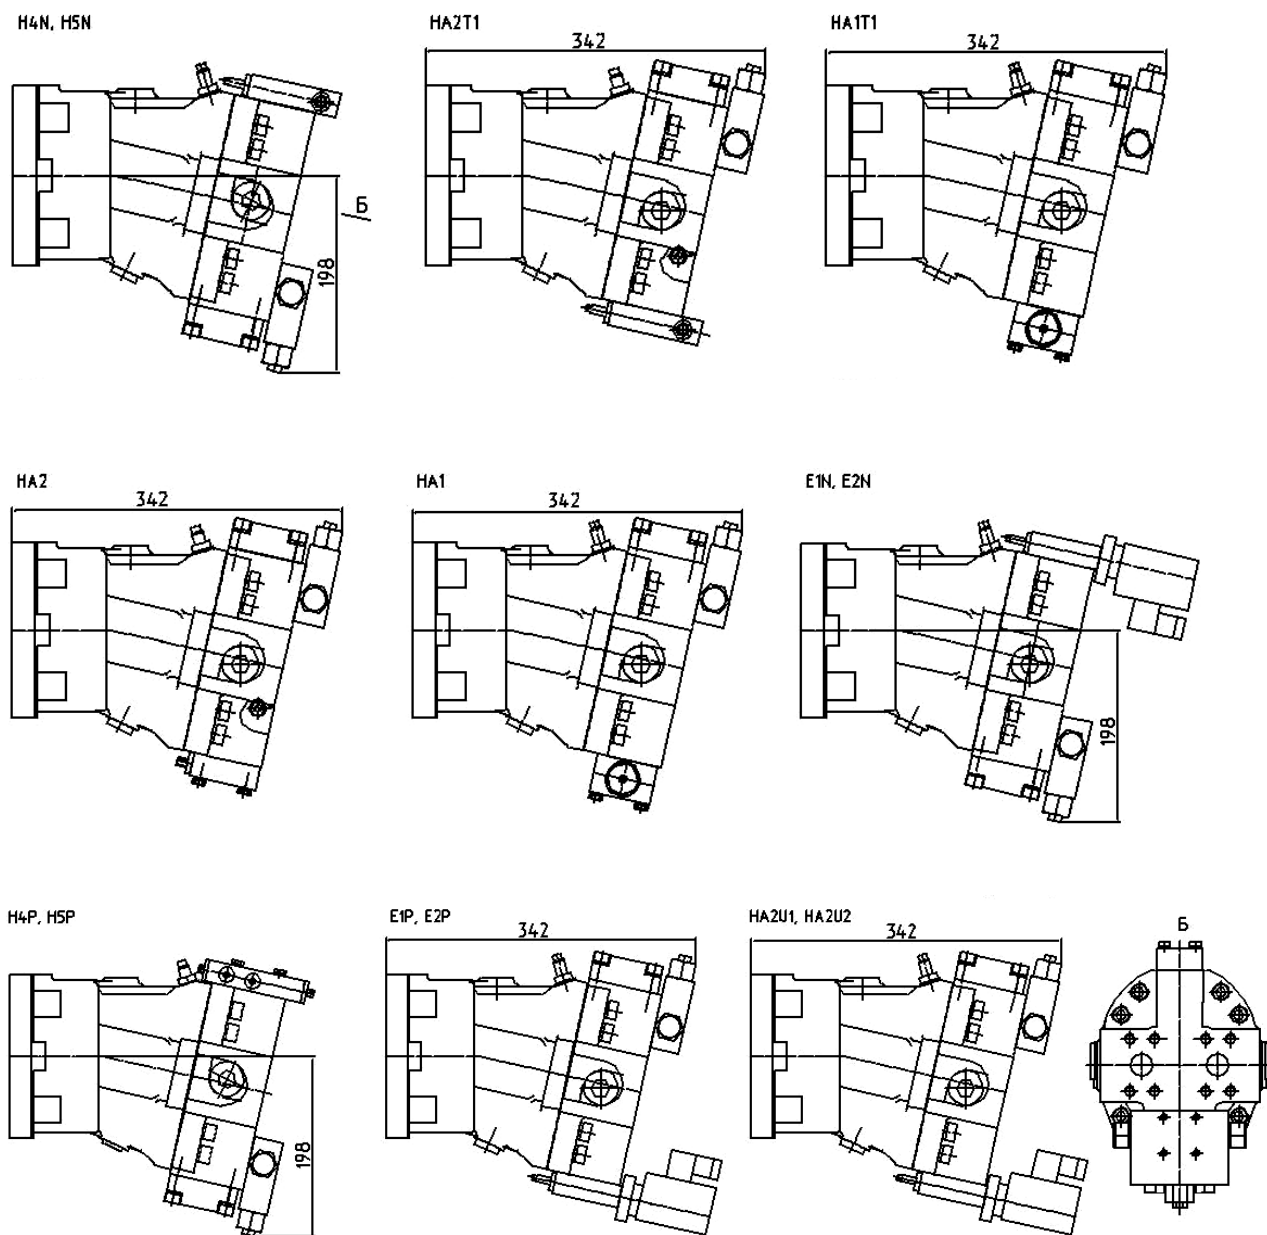 H4N, H5N
HA2T1
HA1T1
342
342
Б
198
HA2
HA1
E1N, E2N
342
342
198
H4P, H5P
E1P, E2P
HA2U1, HA2U2
Б
342
342
198